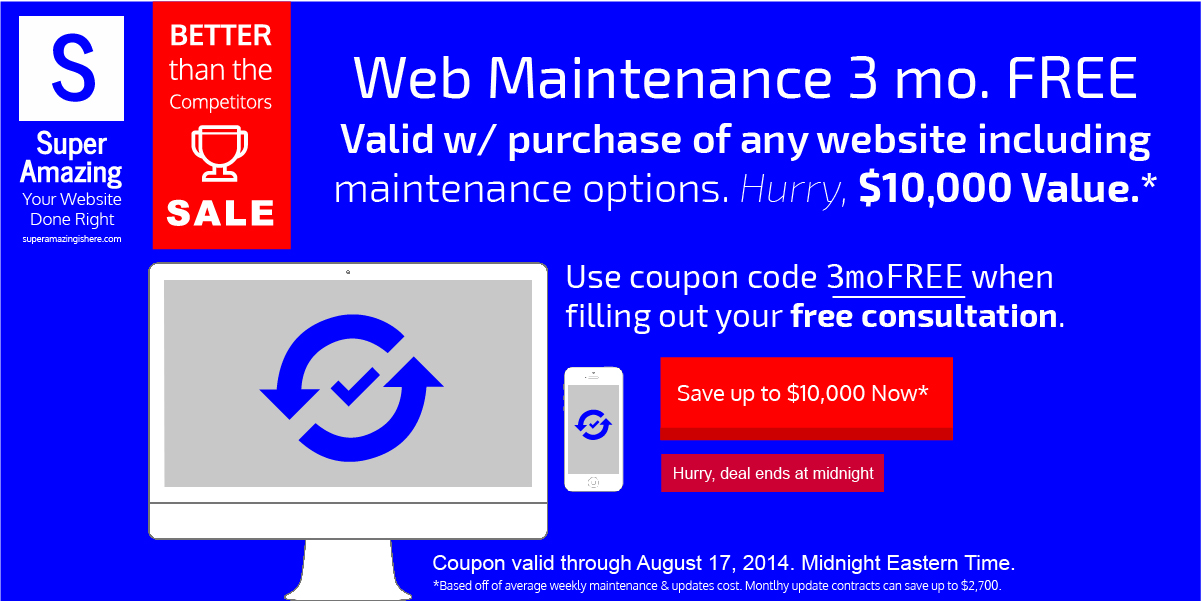 S
Super
Amazing
Your Website
Done Right
superamazingishere.com
BETTER
than the
Competitors
SALE
Web Maintenance 3 mo. FREE
Valid w/ purchase of any website including
maintenance options. Hurry, $10,000 Value.*
Use coupon code 3moFREE when
filling out your free consultation.
Save up to $10,000 Now*
Hurry, deal ends at midnight
Coupon valid through August 17, 2014. Midnight Eastern Time.
*Based off of average weekly maintenance & updates cost. Montlhy update contracts can save up to $2,700.